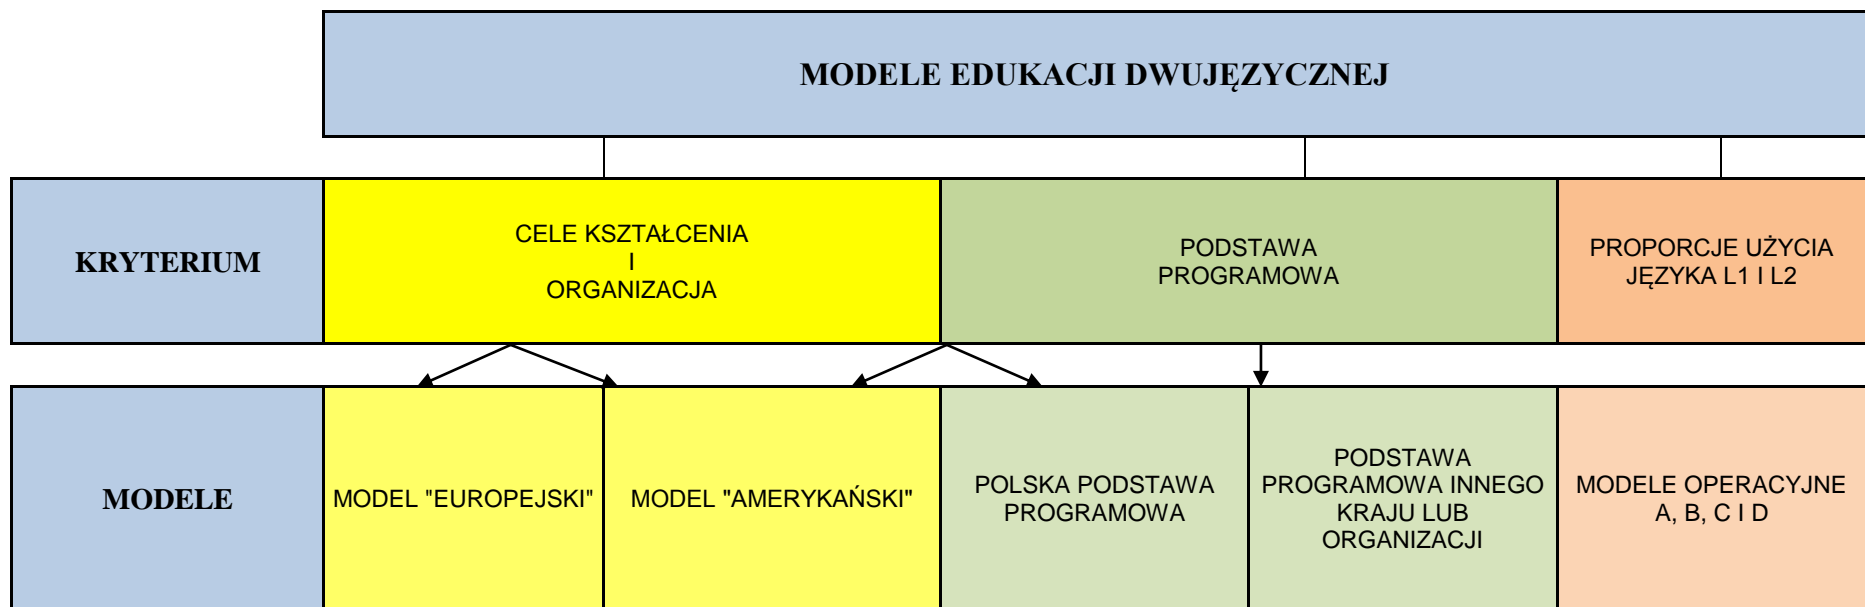 MODELE EDUKACJI DWUJĘZYCZNEJ
KRYTERIUM
CELE KSZTAŁCENIA
I
ORGANIZACJA
PODSTAWA
PROGRAMOWA
PROPORCJE UŻYCIA
JĘZYKA L1 I L2
MODELE
MODEL "EUROPEJSKI"
MODEL "AMERYKAŃSKI"
POLSKA PODSTAWA
PROGRAMOWA
PODSTAWA
PROGRAMOWA INNEGO
KRAJU LUB
ORGANIZACJI
MODELE OPERACYJNE
A, B, C I D